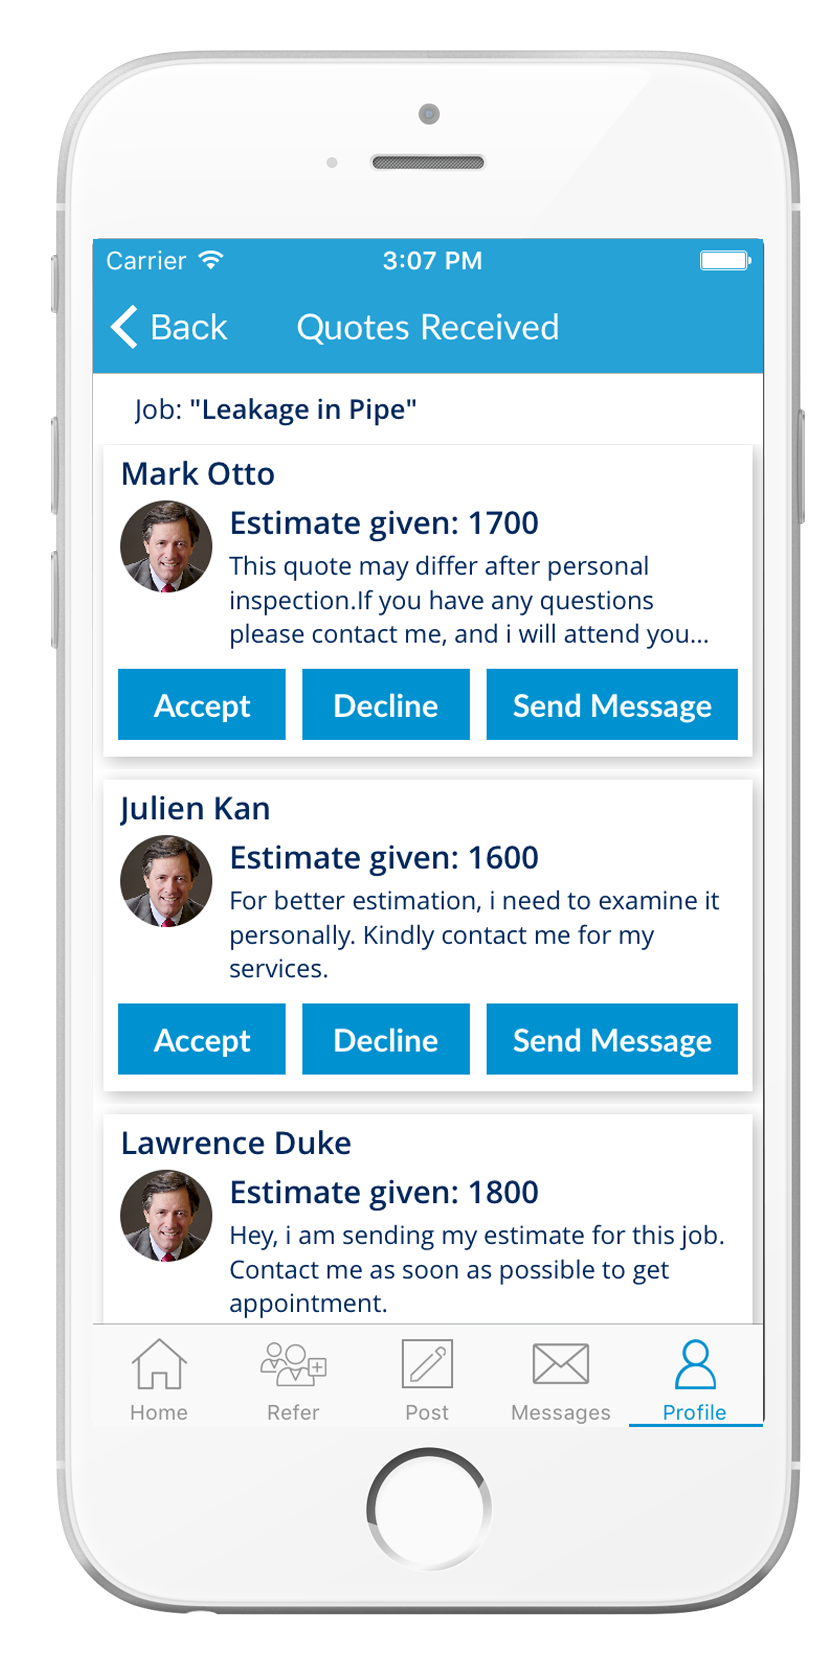 Carrier 3:07 PM
Back Quotes Received
Job: "Leakage in Pipe"
Mark Otto
Estimate given: 1700
This quote may differ after personal
inspection.If you have any questions
please contact me, and i will attend you...
Accept Decline Send Message
Julien Kan
Estimate given: 1600
For better estimation, i need to examine it
personally. Kindly contact me for my
services.
Accept Decline Send Message
Lawrence Duke
Estimate given: 1800
Hey, i am sending my estimate for this job.
Contact me as soon as possible to get
appointment.
Home Refer Post Messages Profile